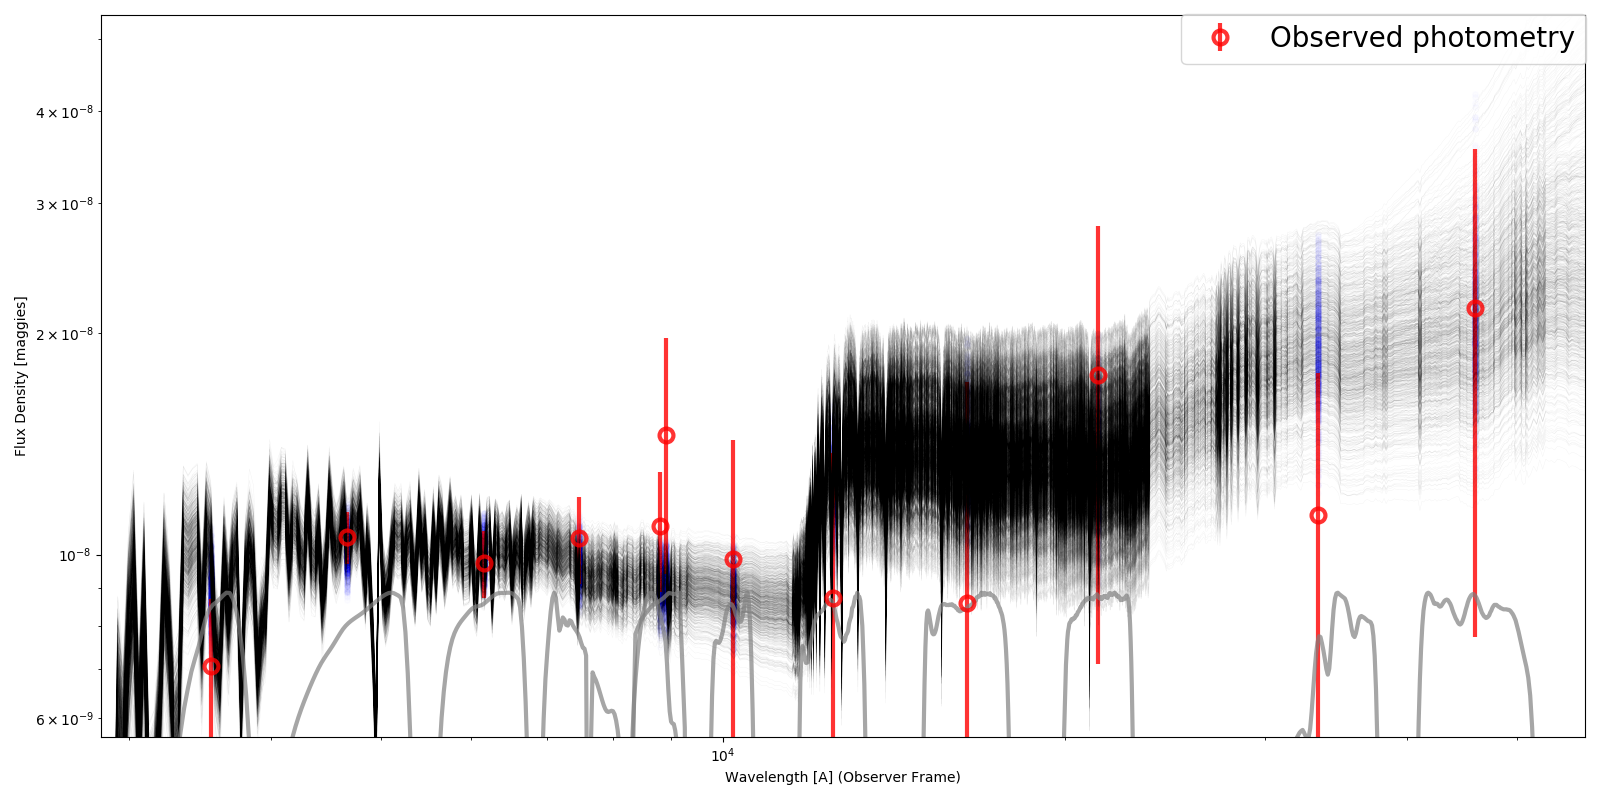 Observed photometry
4 × 10⁻⁸
3 × 10⁻⁸
2 × 10⁻⁸
10⁻⁸
6 × 10⁻⁹
Flux Density [maggies]
10⁴
Wavelength [A] (Observer Frame)